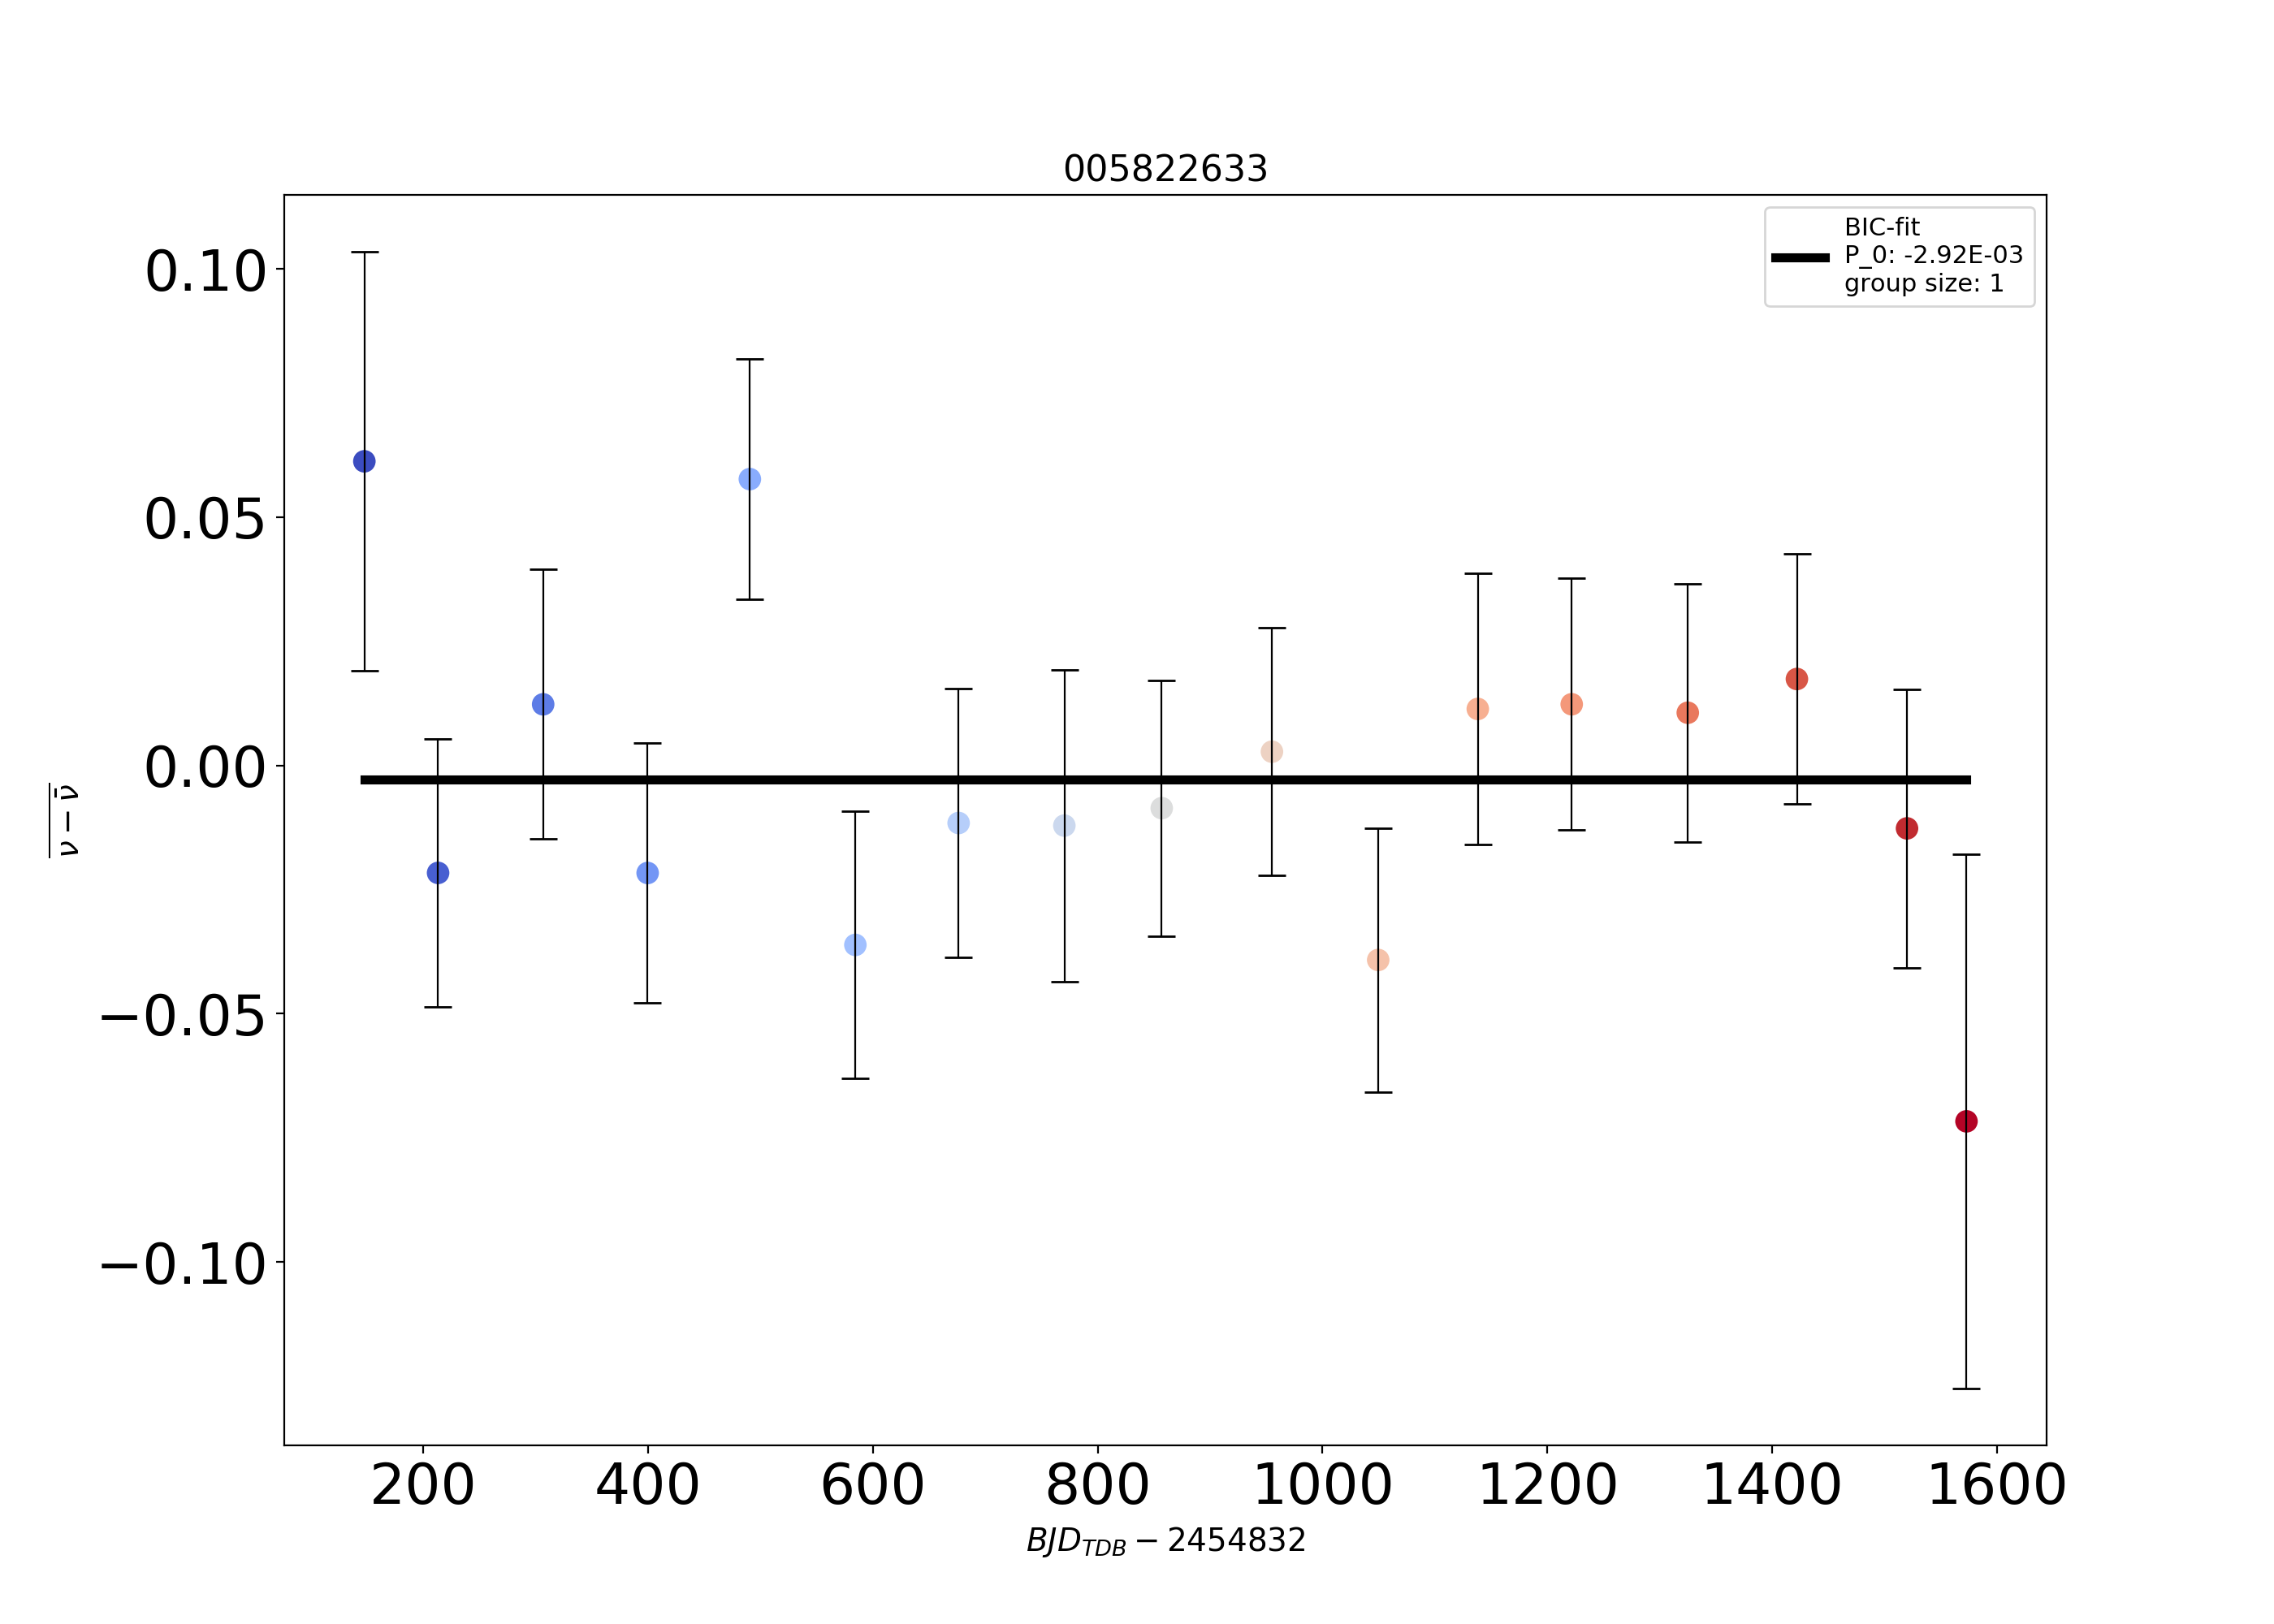 005822633
BIC-fit
P_0: -2.92E-03
group size: 1
0.10
0.05
0.00
−0.05
−0.10
ν − ν̄
200 400 600 800 1000 1200 1400 1600
BJD_TDB − 2454832